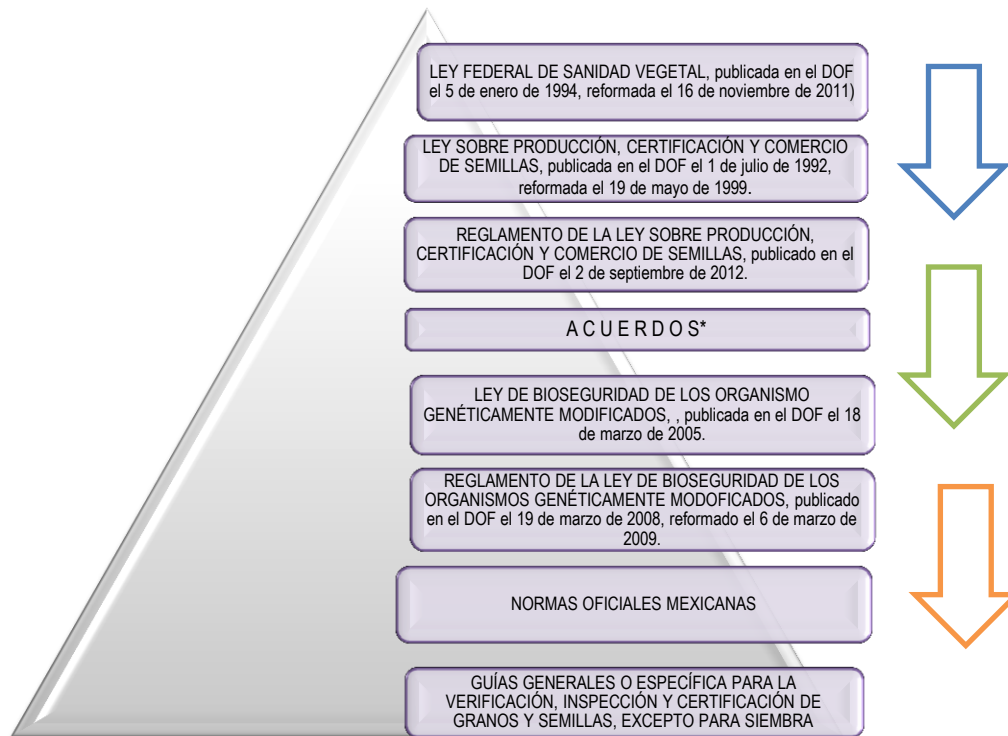 LEY FEDERAL DE SANIDAD VEGETAL, publicada en el DOF
el 5 de enero de 1994, reformada el 16 de noviembre de 2011)
LEY SOBRE PRODUCCIÓN, CERTIFICACIÓN Y COMERCIO
DE SEMILLAS, publicada en el DOF el 1 de julio de 1992,
reformada el 19 de mayo de 1999.
REGLAMENTO DE LA LEY SOBRE PRODUCCIÓN,
CERTIFICACIÓN Y COMERCIO DE SEMILLAS, publicado en el
DOF el 2 de septiembre de 2012.
A C U E R D O S*
LEY DE BIOSEGURIDAD DE LOS ORGANISMO
GENÉTICAMENTE MODIFICADOS, , publicada en el DOF el 18
de marzo de 2005.
REGLAMENTO DE LA LEY DE BIOSEGURIDAD DE LOS
ORGANISMOS GENÉTICAMENTE MODOFICADOS, publicado
en el DOF el 19 de marzo de 2008, reformado el 6 de marzo de
2009.
NORMAS OFICIALES MEXICANAS
GUÍAS GENERALES O ESPECÍFICA PARA LA
VERIFICACIÓN, INSPECCIÓN Y CERTIFICACIÓN DE
GRANOS Y SEMILLAS, EXCEPTO PARA SIEMBRA